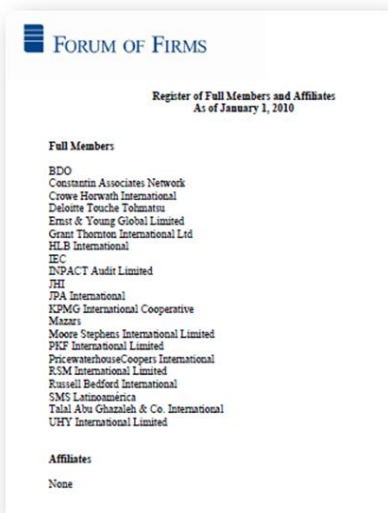 FORUM OF FIRMS
Register of Full Members and Affiliates
As of January 1, 2010
Full Members
BDO
Constantin Associates Network
Crowe Horwath International
Deloitte Touche Tohmatsu
Ernst & Young Global Limited
Grant Thornton International Ltd
HLB International
IEC
INPACT Audit Limited
JHI
JPA International
KPMG International Cooperative
Mazars
Moore Stephens International Limited
PKF International Limited
PricewaterhouseCoopers International
RSM International Limited
Russell Bedford International
SMS Latinoamérica
Talal Abu Ghazaleh & Co. International
UHY International Limited
Affiliates
None